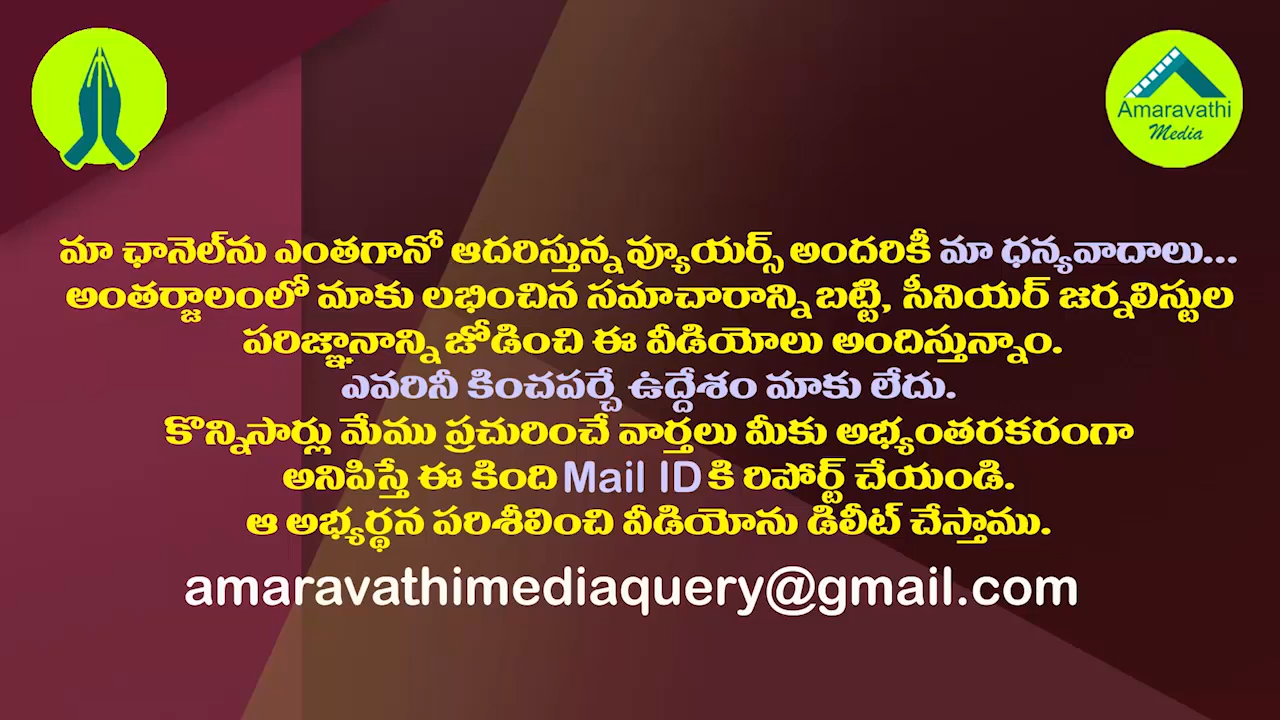 Amaravathi
Media
మా ఛానెల్‌ను ఎంతగానో ఆదరిస్తున్న వ్యూయర్స్ అందరికీ మా ధన్యవాదాలు...
అంతర్జాలంలో మాకు లభించిన సమాచారాన్ని బట్టి, సీనియర్ జర్నలిస్టుల
పరిజ్ఞానాన్ని జోడించి ఈ వీడియోలు అందిస్తున్నాం.
ఎవరినీ కించపర్చే ఉద్దేశం మాకు లేదు.
కొన్నిసార్లు మేము ప్రచురించే వార్తలు మీకు అభ్యంతరకరంగా
అనిపిస్తే ఈ కింది Mail ID కి రిపోర్ట్ చేయండి.
ఆ అభ్యర్థన పరిశీలించి వీడియోను డిలీట్ చేస్తాము.
amaravathimediaquery@gmail.com